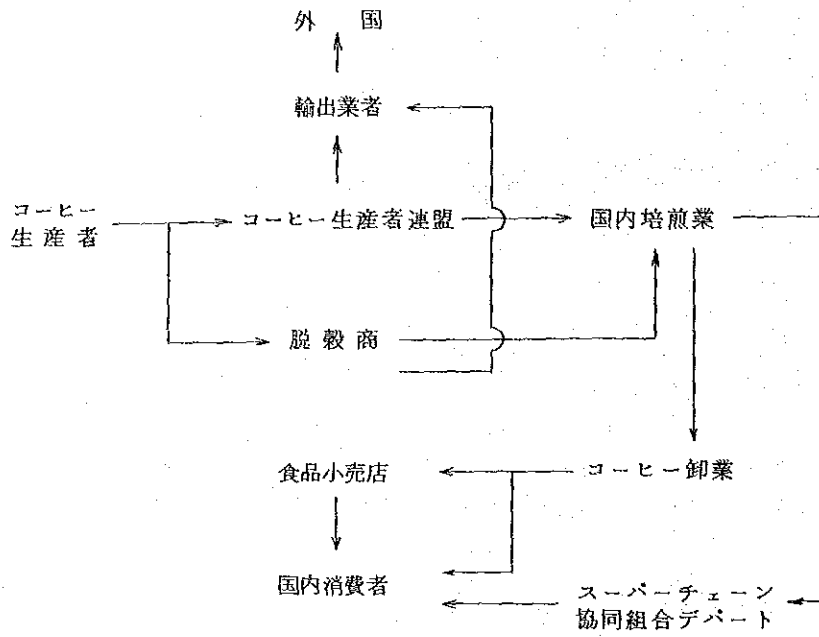 外国
輸出業者
コーヒー
生産者
コーヒー生産者連盟
国内培煎業
脱穀商
食品小売店
コーヒー卸業
国内消費者
スーパーチェーン
協同組合デパート